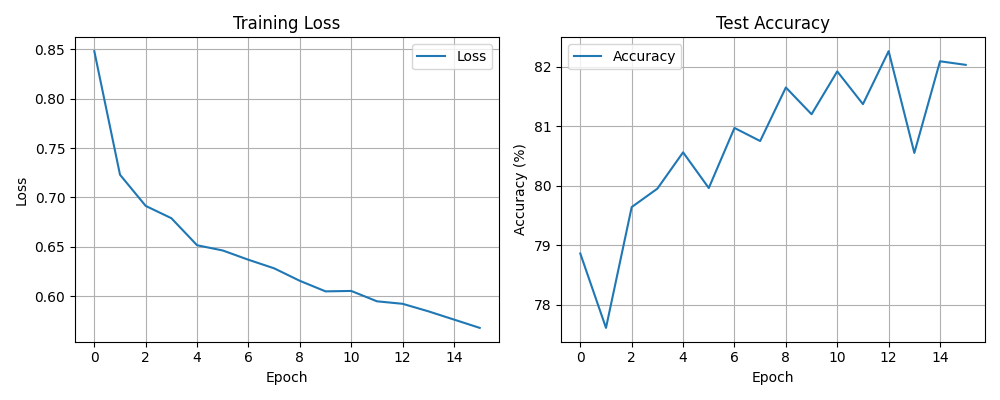 Training Loss
Loss
0.85
0.80
0.75
0.70
0.65
0.60
Loss
0 2 4 6 8 10 12 14
Epoch
Test Accuracy
Accuracy
82
81
80
79
78
Accuracy (%)
0 2 4 6 8 10 12 14
Epoch